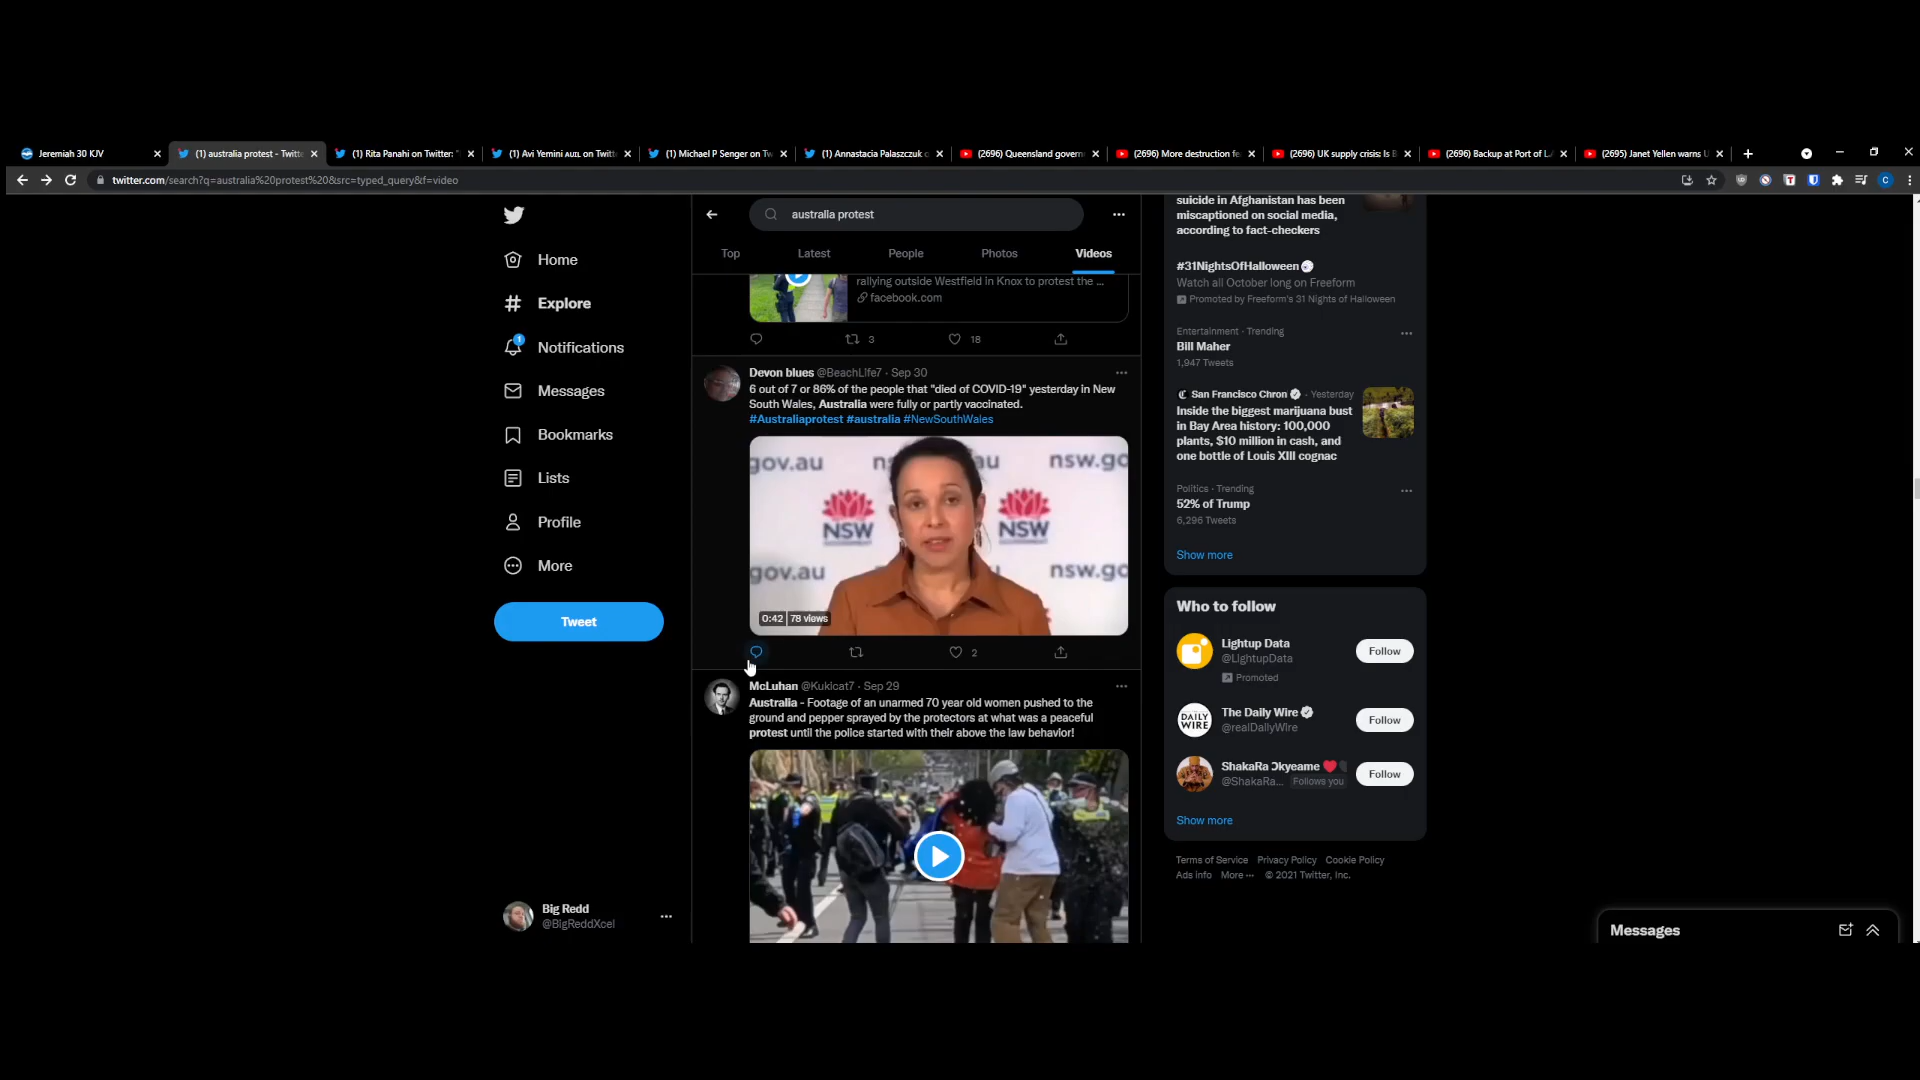 Jeremiah 30 KJV
(1) australia protest - Twitte
(1) Rita Panahi on Twitter: "
(1) Avi Yemini
on Twitt
(1) Michael P Senger on Tw
(1) Annastacia Palaszczuk o
(2696) Queensland govern
(2696) More destruction fe
(2696) UK supply crisis: Is B
(2696) Backup at Port of L.A
(2695) Janet Yellen warns U
twitter.com/search?q=australia%20protest%20&src=typed_query&f=video
Home
Explore
Notifications
Messages
Bookmarks
Lists
Profile
More
Tweet
Big Redd
@BigReddXcel
australia protest
Top
Latest
People
Photos
Videos
rallying outside Westfield in Knox to protest the ...
facebook.com
3
18
Devon blues @BeachLife7 · Sep 30
6 out of 7 or 86% of the people that "died of COVID-19" yesterday in New
South Wales, Australia were fully or partly vaccinated.
#Australiaprotest #australia #NewSouthWales
gov.au
nsw.go
NSW
NSW
gov.au
nsw.go
0:42 | 78 views
2
McLuhan @Kuklcat7 · Sep 29
Australia - Footage of an unarmed 70 year old women pushed to the
ground and pepper sprayed by the protectors at what was a peaceful
protest until the police started with their above the law behavior!
suicide in Afghanistan has been
miscaptioned on social media,
according to fact-checkers
#31NightsOfHalloween
Watch all October long on Freeform
Promoted by Freeform's 31 Nights of Halloween
Entertainment · Trending
Bill Maher
1,947 Tweets
San Francisco Chron · Yesterday
Inside the biggest marijuana bust
in Bay Area history: 100,000
plants, $10 million in cash, and
one bottle of Louis XIII cognac
Politics · Trending
52% of Trump
6,296 Tweets
Show more
Who to follow
Lightup Data
@LightupData
Promoted
Follow
DAILY
WIRE
The Daily Wire
@realDailyWire
Follow
ShakaRa Ɔkyeame
@ShakaRa... Follows you
Follow
Show more
Terms of Service Privacy Policy Cookie Policy
Ads info More ··· © 2021 Twitter, Inc.
Messages